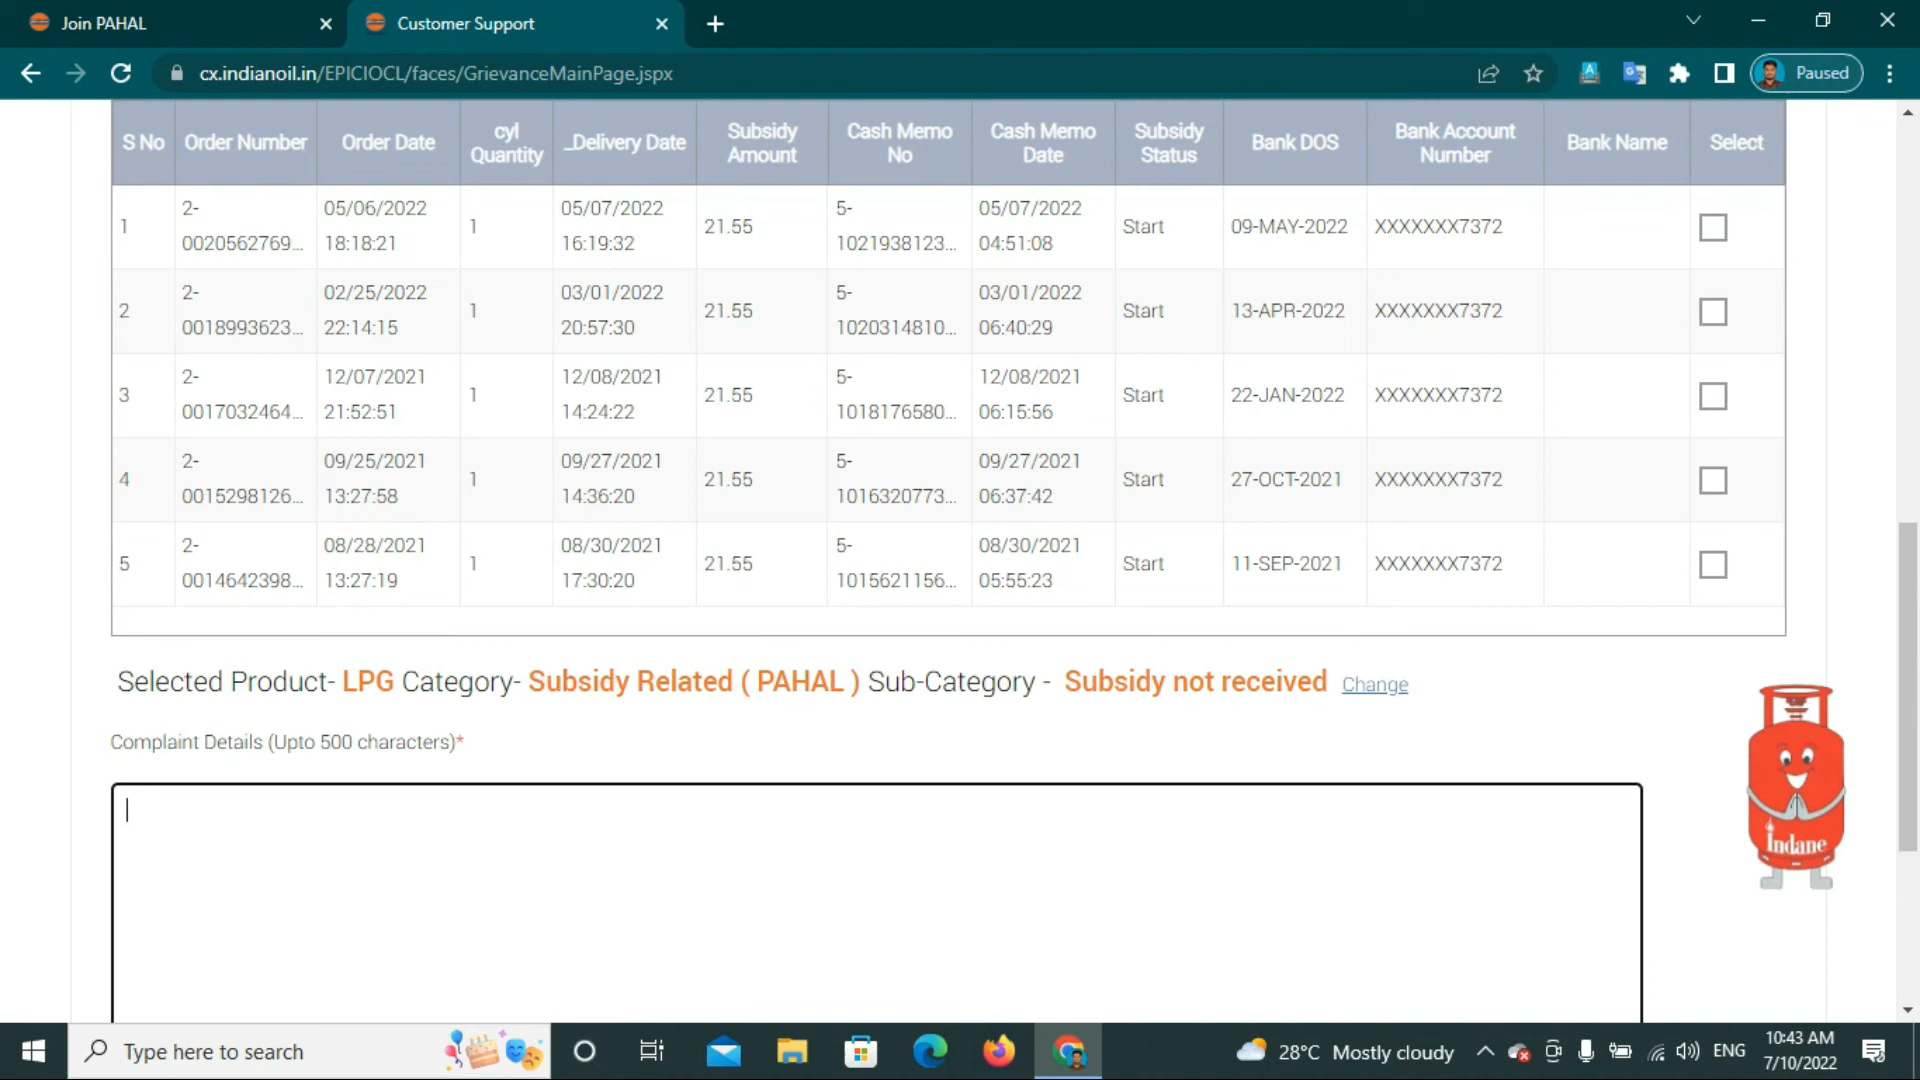 Join PAHAL
Customer Support
cx.indianoil.in/EPICIOCL/faces/GrievanceMainPage.jspx
Paused
S No Order Number Order Date cyl Quantity _Delivery Date Subsidy Amount Cash Memo No Cash Memo Date Subsidy Status Bank DOS Bank Account Number Bank Name Select
1 2-0020562769... 05/06/2022 18:18:21 1 05/07/2022 16:19:32 21.55 5-1021938123... 05/07/2022 04:51:08 Start 09-MAY-2022 XXXXXXX7372
2 2-0018993623... 02/25/2022 22:14:15 1 03/01/2022 20:57:30 21.55 5-1020314810... 03/01/2022 06:40:29 Start 13-APR-2022 XXXXXXX7372
3 2-0017032464... 12/07/2021 21:52:51 1 12/08/2021 14:24:22 21.55 5-1018176580... 12/08/2021 06:15:56 Start 22-JAN-2022 XXXXXXX7372
4 2-0015298126... 09/25/2021 13:27:58 1 09/27/2021 14:36:20 21.55 5-1016320773... 09/27/2021 06:37:42 Start 27-OCT-2021 XXXXXXX7372
5 2-0014642398... 08/28/2021 13:27:19 1 08/30/2021 17:30:20 21.55 5-1015621156... 08/30/2021 05:55:23 Start 11-SEP-2021 XXXXXXX7372
Selected Product- LPG Category- Subsidy Related ( PAHAL ) Sub-Category - Subsidy not received Change
Complaint Details (Upto 500 characters)*
Indane
Type here to search
28°C Mostly cloudy
ENG
10:43 AM
7/10/2022